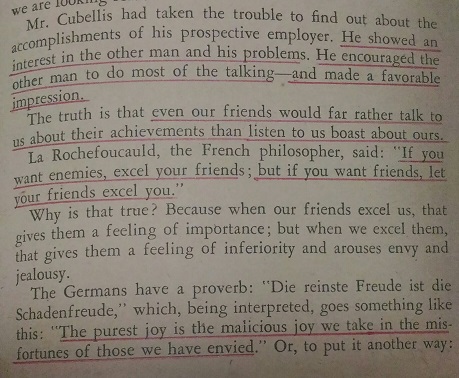 we are looking
Mr. Cubellis had taken the trouble to find out about the
accomplishments of his prospective employer. He showed an
interest in the other man and his problems. He encouraged the
other man to do most of the talking—and made a favorable
impression.
The truth is that even our friends would far rather talk to
us about their achievements than listen to us boast about ours.
La Rochefoucauld, the French philosopher, said: "If you
want enemies, excel your friends; but if you want friends, let
your friends excel you."
Why is that true? Because when our friends excel us, that
gives them a feeling of importance; but when we excel them,
that gives them a feeling of inferiority and arouses envy and
jealousy.
The Germans have a proverb: "Die reinste Freude ist die
Schadenfreude," which, being interpreted, goes something like
this: "The purest joy is the malicious joy we take in the mis-
fortunes of those we have envied." Or, to put it another way: